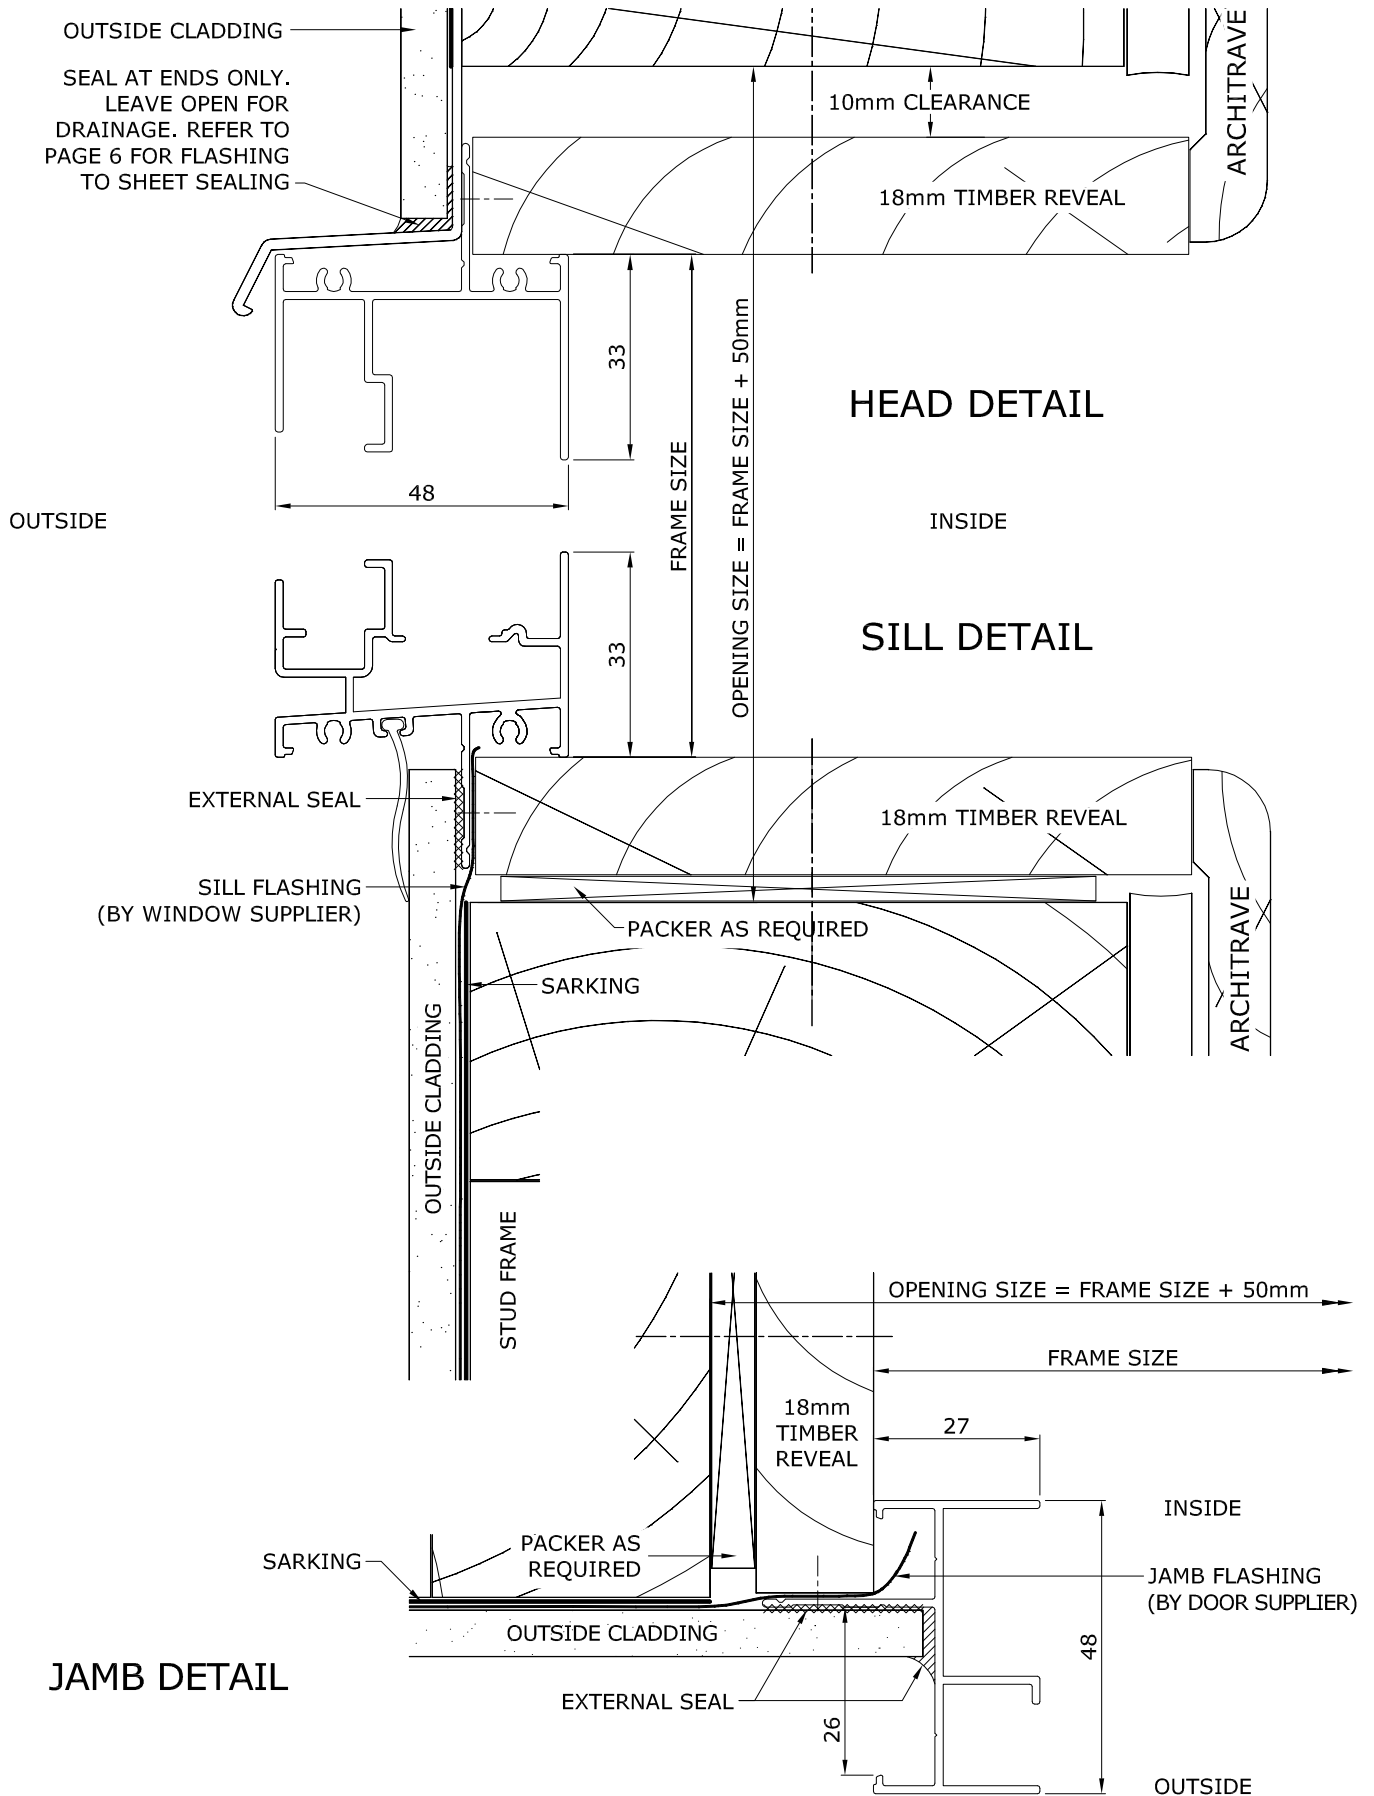 OUTSIDE CLADDING
SEAL AT ENDS ONLY.
LEAVE OPEN FOR
DRAINAGE. REFER TO
PAGE 6 FOR FLASHING
TO SHEET SEALING
10mm CLEARANCE
ARCHITRAVE
18mm TIMBER REVEAL
33
FRAME SIZE
OPENING SIZE = FRAME SIZE + 50mm
HEAD DETAIL
48
OUTSIDE
INSIDE
SILL DETAIL
33
EXTERNAL SEAL
18mm TIMBER REVEAL
SILL FLASHING
(BY WINDOW SUPPLIER)
PACKER AS REQUIRED
ARCHITRAVE
SARKING
OUTSIDE CLADDING
STUD FRAME
OPENING SIZE = FRAME SIZE + 50mm
FRAME SIZE
18mm
TIMBER
REVEAL
27
INSIDE
PACKER AS
REQUIRED
SARKING
JAMB FLASHING
(BY DOOR SUPPLIER)
OUTSIDE CLADDING
48
JAMB DETAIL
EXTERNAL SEAL
26
OUTSIDE